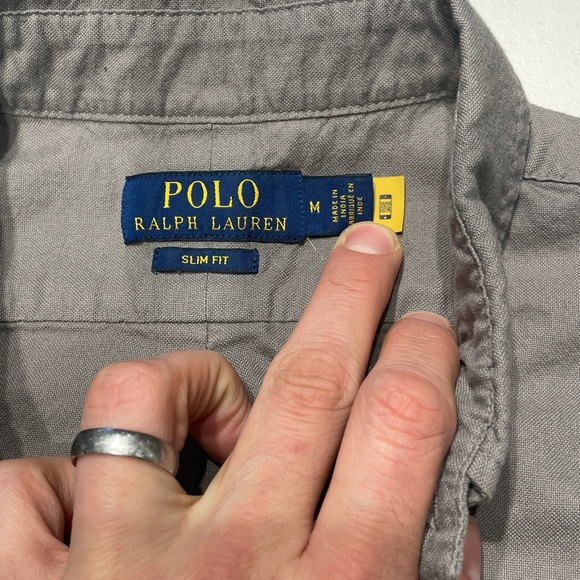 POLO
RALPH LAUREN
M
MADE IN
INDIA
FABRIQUÉ EN
INDE
SLIM FIT